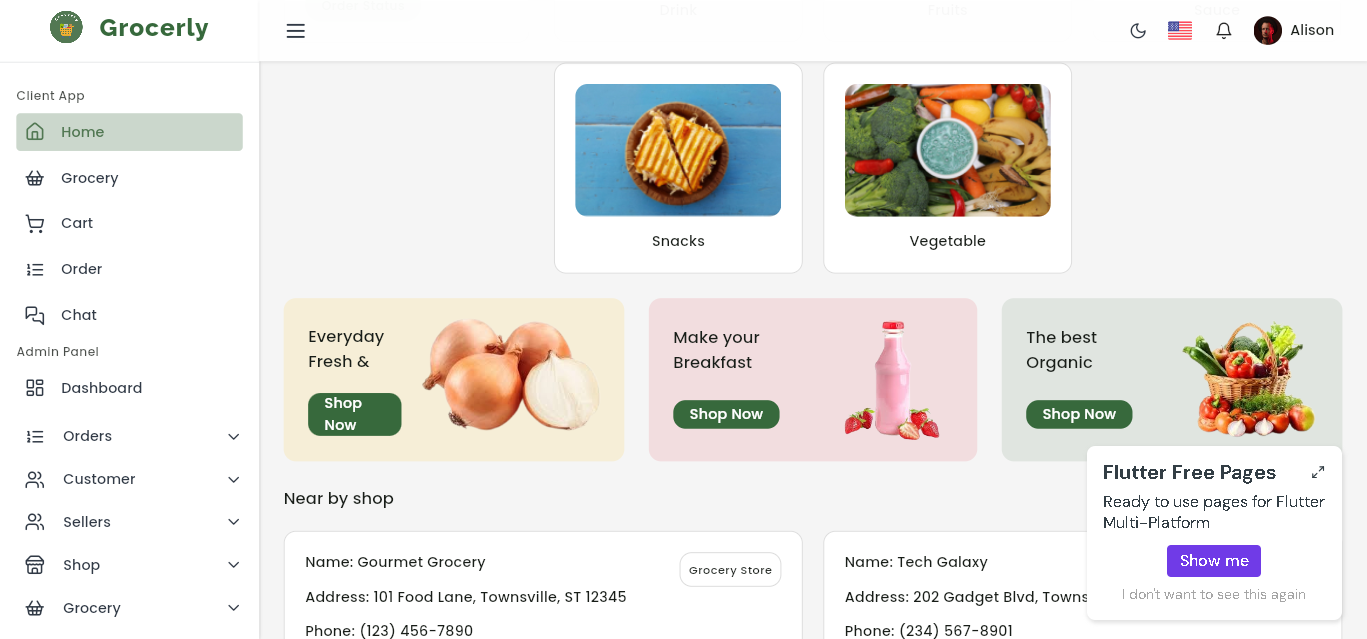 Grocerly
Drink
Fruits
Sauce
Alison
Client App
Home
Grocery
Cart
Order
Chat
Admin Panel
Dashboard
Orders
Customer
Sellers
Shop
Grocery
Snacks
Vegetable
Everyday
Fresh &
Shop
Now
Make your
Breakfast
Shop Now
The best
Organic
Shop Now
Near by shop
Name: Gourmet Grocery
Grocery Store
Address: 101 Food Lane, Townsville, ST 12345
Phone: (123) 456-7890
Name: Tech Galaxy
Address: 202 Gadget Blvd, Towns
Phone: (234) 567-8901
Flutter Free Pages
Ready to use pages for Flutter
Multi-Platform
Show me
I don't want to see this again